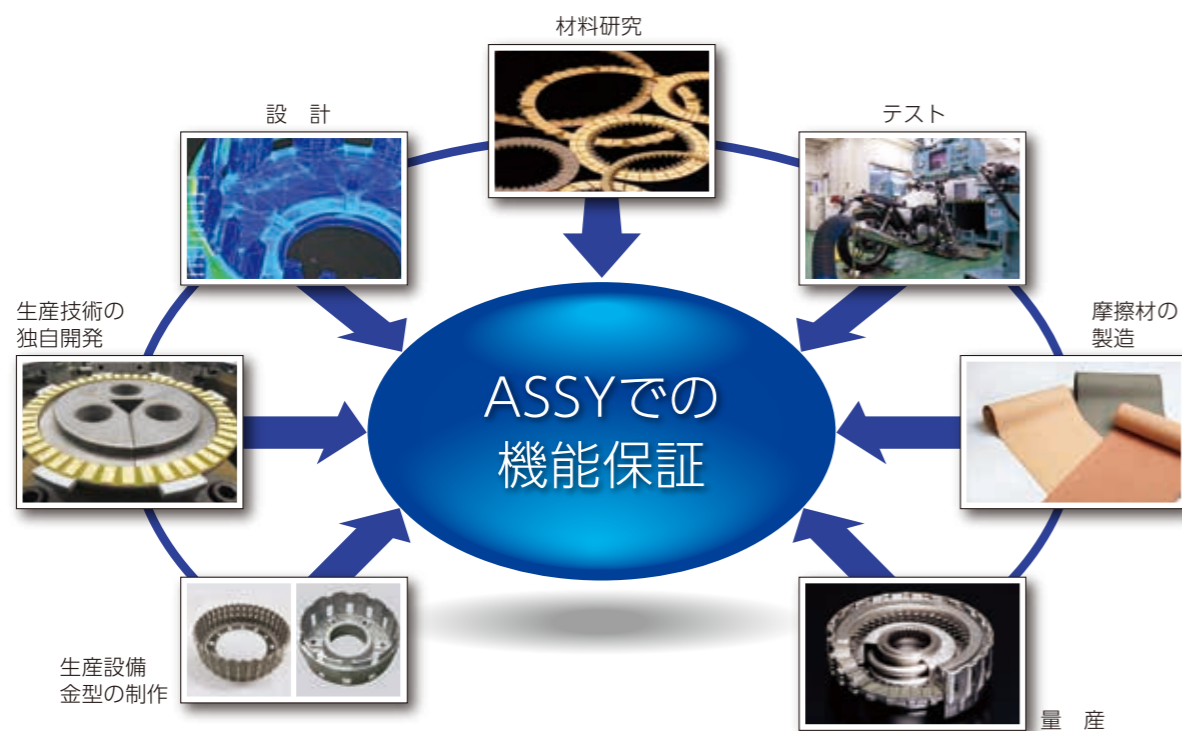 材料研究
設　計
テスト
生産技術の
独自開発
摩擦材の
製造
ASSYでの
機能保証
生産設備
金型の制作
量　産